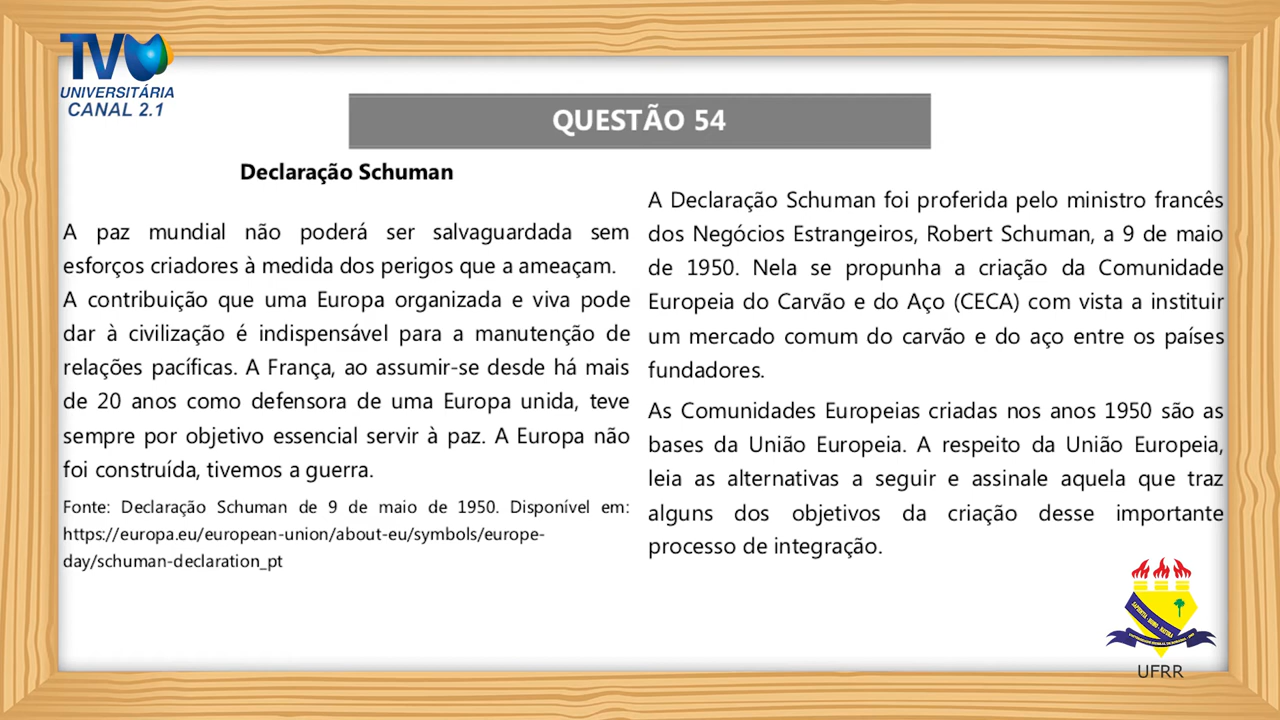 TV
UNIVERSITÁRIA
CANAL 2.1
QUESTÃO 54
Declaração Schuman
A paz mundial não poderá ser salvaguardada sem
esforços criadores à medida dos perigos que a ameaçam.
A contribuição que uma Europa organizada e viva pode
dar à civilização é indispensável para a manutenção de
relações pacíficas. A França, ao assumir-se desde há mais
de 20 anos como defensora de uma Europa unida, teve
sempre por objetivo essencial servir à paz. A Europa não
foi construída, tivemos a guerra.
Fonte: Declaração Schuman de 9 de maio de 1950. Disponível em:
https://europa.eu/european-union/about-eu/symbols/europe-
day/schuman-declaration_pt
A Declaração Schuman foi proferida pelo ministro francês
dos Negócios Estrangeiros, Robert Schuman, a 9 de maio
de 1950. Nela se propunha a criação da Comunidade
Europeia do Carvão e do Aço (CECA) com vista a instituir
um mercado comum do carvão e do aço entre os países
fundadores.
As Comunidades Europeias criadas nos anos 1950 são as
bases da União Europeia. A respeito da União Europeia,
leia as alternativas a seguir e assinale aquela que traz
alguns dos objetivos da criação desse importante
processo de integração.
UFRR